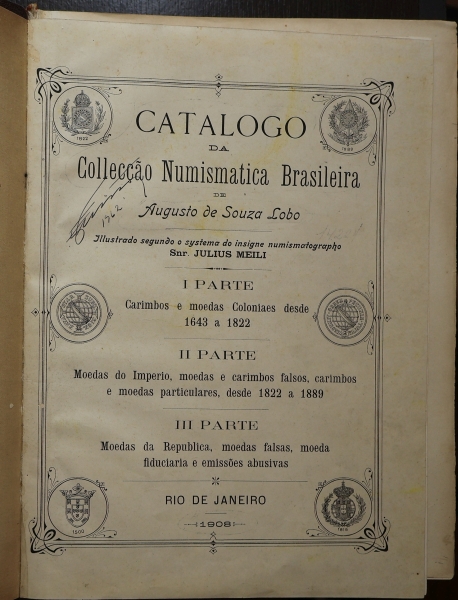 CATALOGO
DA
Collecção Numismatica Brasileira
DE
Augusto de Souza Lobo
1962
Illustrado segundo o systema do insigne numismatographo
Snr. JULIUS MEILI
I PARTE
Carimbos e moedas Coloniaes desde
1643 a 1822
II PARTE
Moedas do Imperio, moedas e carimbos falsos, carimbos
e moedas particulares, desde 1822 a 1889
III PARTE
Moedas da Republica, moedas falsas, moeda
fiduciaria e emissões abusivas
RIO DE JANEIRO
1908